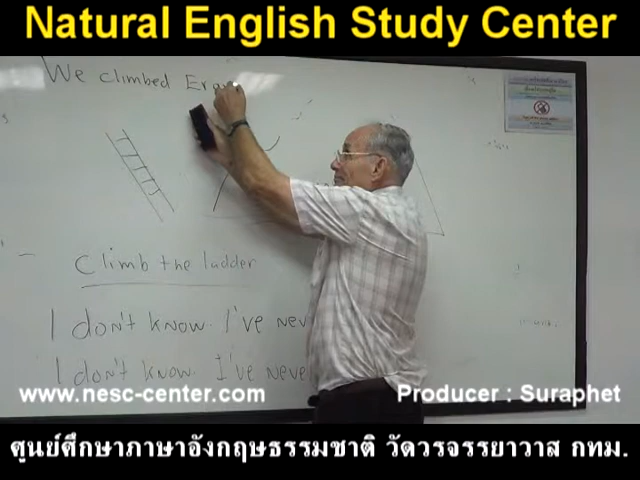 Natural English Study Center
We climbed
Climb the ladder
I don't know. I've
I don't know. I've never
www.nesc-center.com
Producer : Suraphet
ศูนย์ศึกษาภาษาอังกฤษธรรมชาติ วัดวรจรรยาวาส กทม.